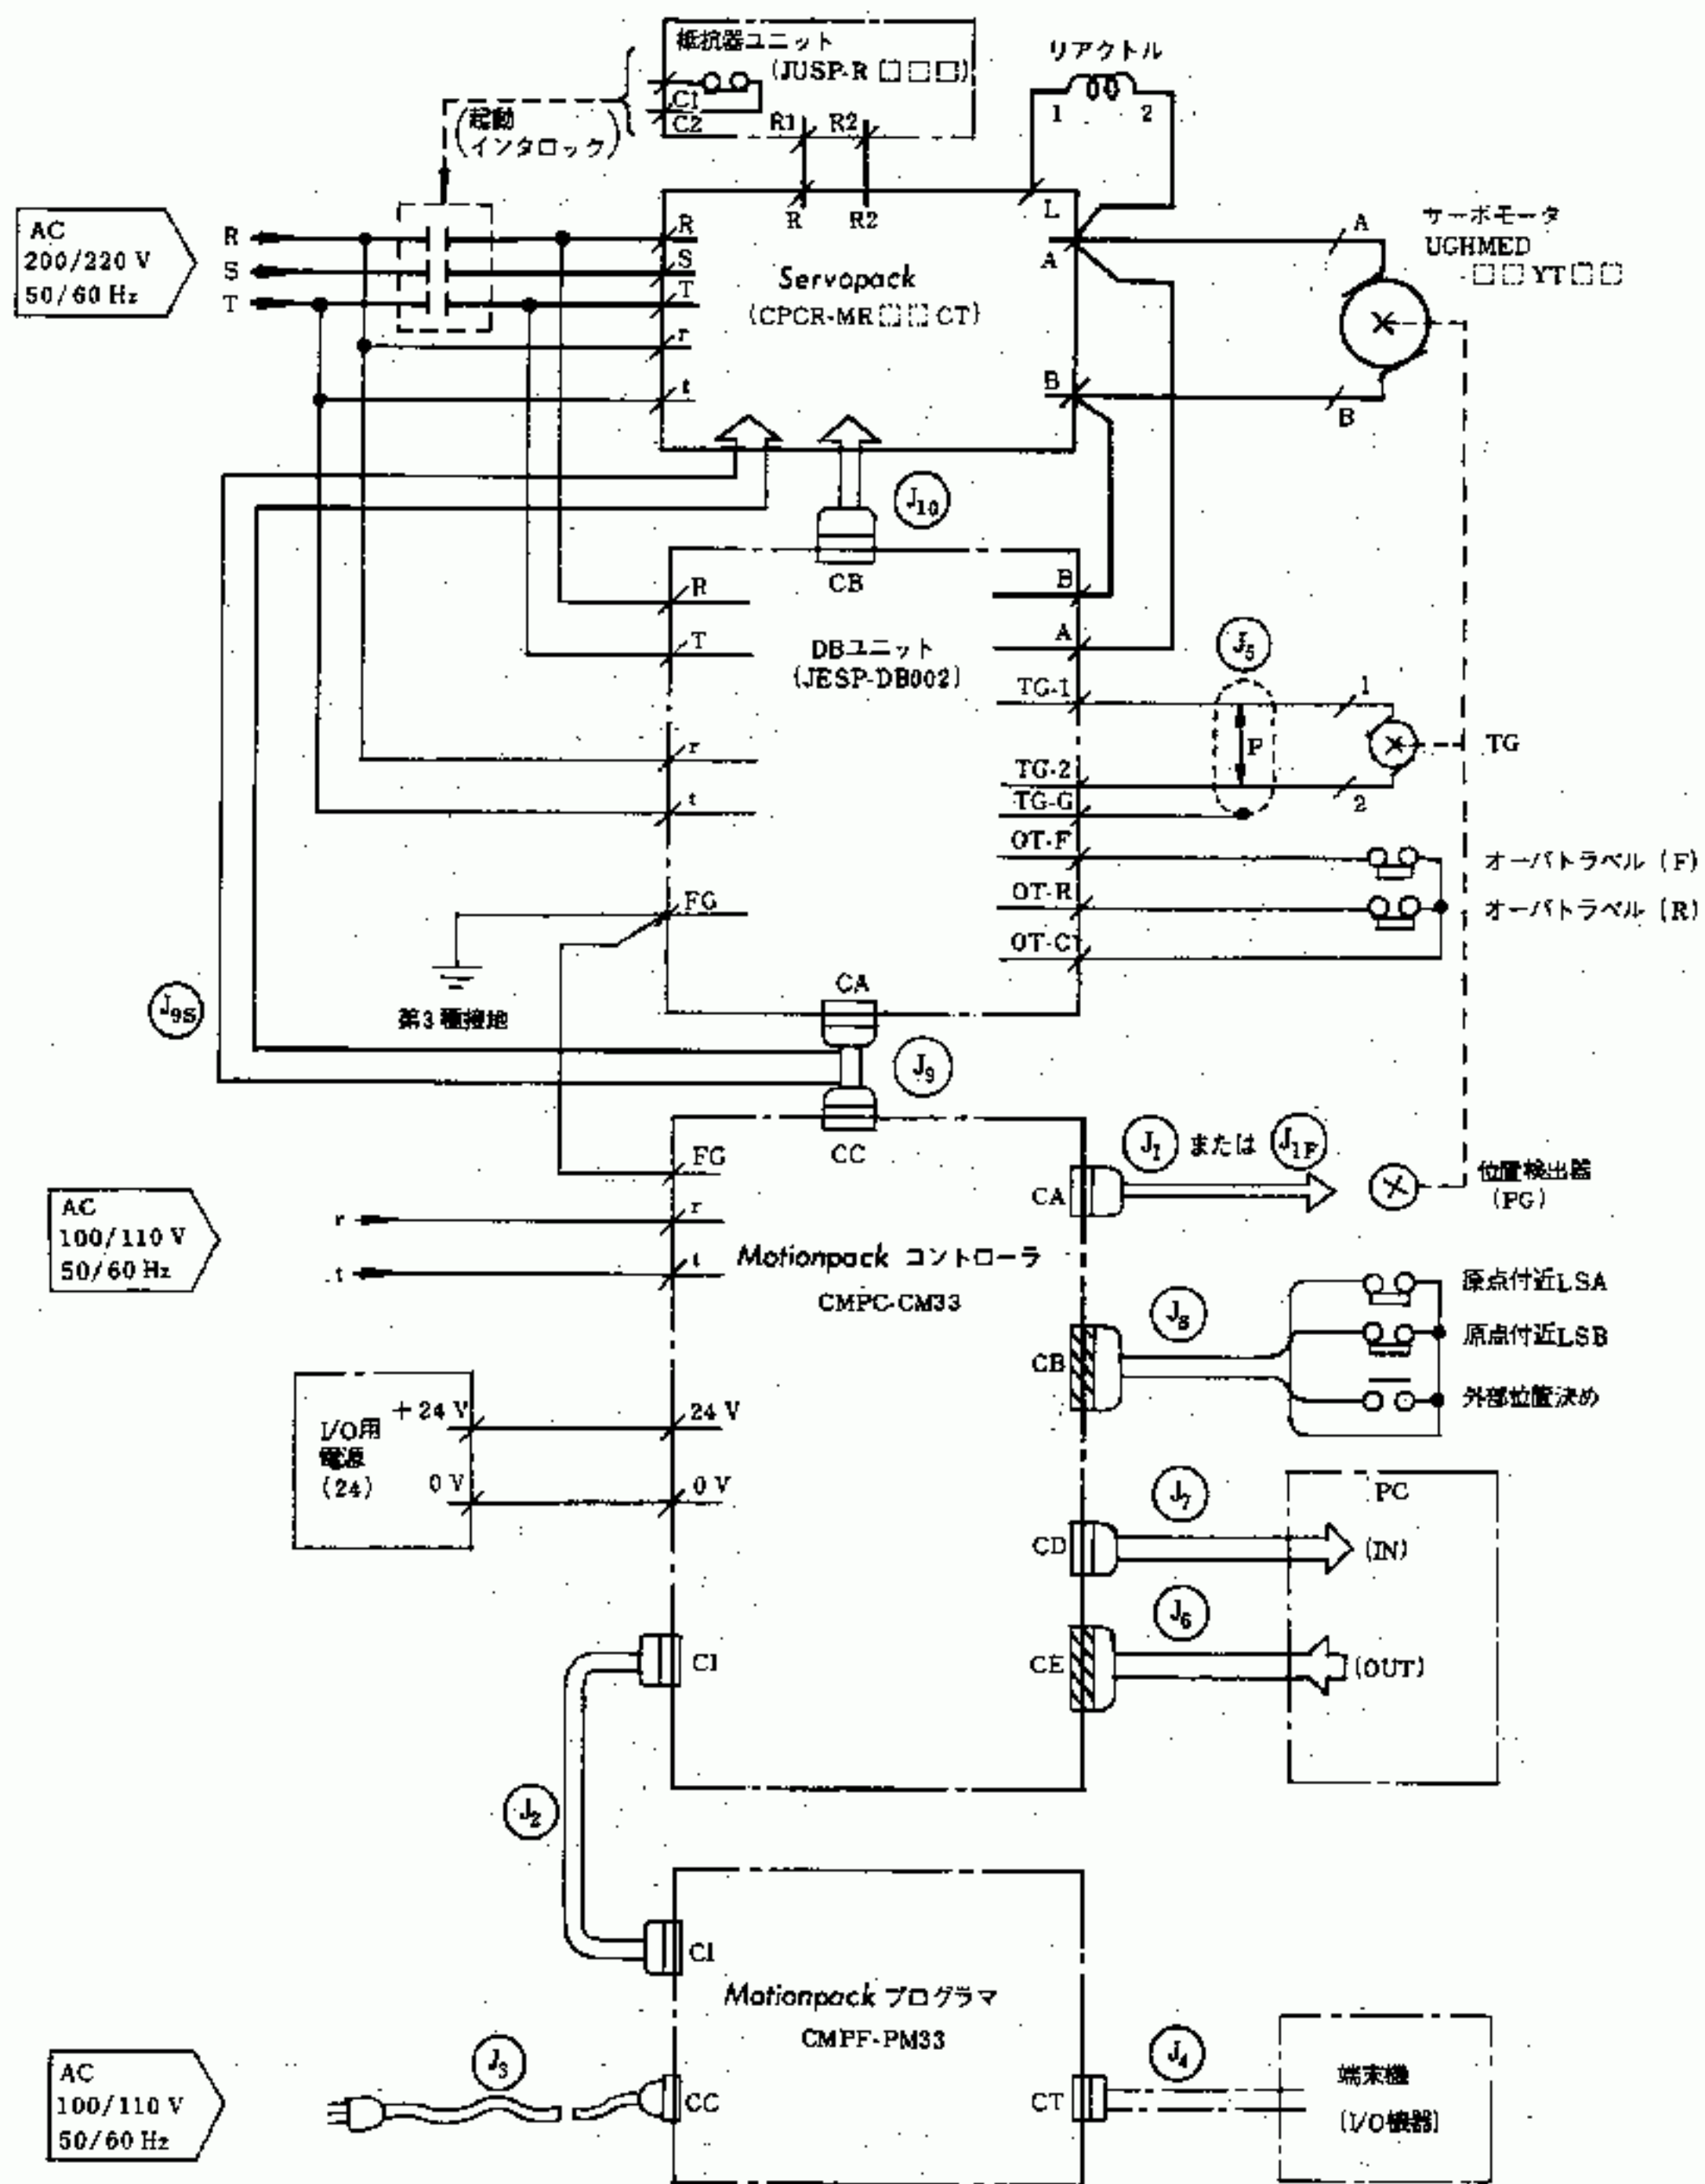 抵抗器ユニット
(JUSP-R □□□)
C1
C2
R1
R2
リアクトル
1
2
(起動
インタロック)
AC
200/220 V
50/60 Hz
R
S
T
R
S
T
r
t
R
R2
L
A
B
Servopack
(CPCR-MR□□CT)
A
B
サーボモータ
UGHMED
□□YT□□
J10
CB
R
T
r
t
FG
DBユニット
(JESP-DB002)
B
A
TG-1
TG-2
TG-G
OT-F
OT-R
OT-C
J5
P
1
2
TG
オーバトラベル (F)
オーバトラベル (R)
第3種接地
J9S
CA
J9
CC
FG
r
t
AC
100/110 V
50/60 Hz
r
t
Motionpack コントローラ
CMPC-CM33
CA
J1 または J1F
位置検出器
(PG)
CB
J8
原点付近LSA
原点付近LSB
外部位置決め
I/O用
電源
(24)
+24 V
0 V
24 V
0 V
CD
J7
PC
(IN)
CE
J6
(OUT)
CI
J2
CI
Motionpack プログラマ
CMPF-PM33
AC
100/110 V
50/60 Hz
J3
CC
CT
J4
端末機
(I/O機器)